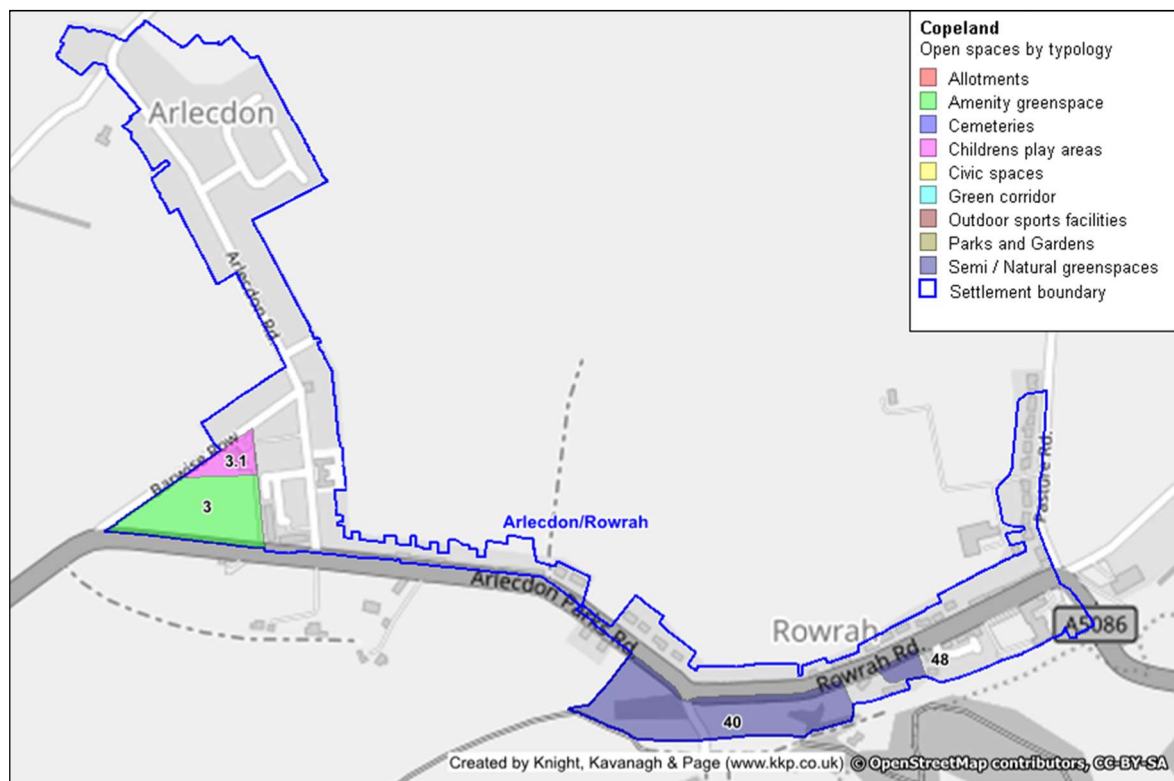 Copeland
Open spaces by typology
Allotments
Amenity greenspace
Cemeteries
Childrens play areas
Civic spaces
Green corridor
Outdoor sports facilities
Parks and Gardens
Semi / Natural greenspaces
Settlement boundary
Arlecdon
Arlecdon Rd.
Barwise Row
3.1
3
Arlecdon/Rowrah
Pasture Rd.
Arlecdon Parks Rd.
Rowrah
A5086
Rowrah Rd.
48
40
Created by Knight, Kavanagh & Page (www.kkp.co.uk) © OpenStreetMap contributors, CC-BY-SA